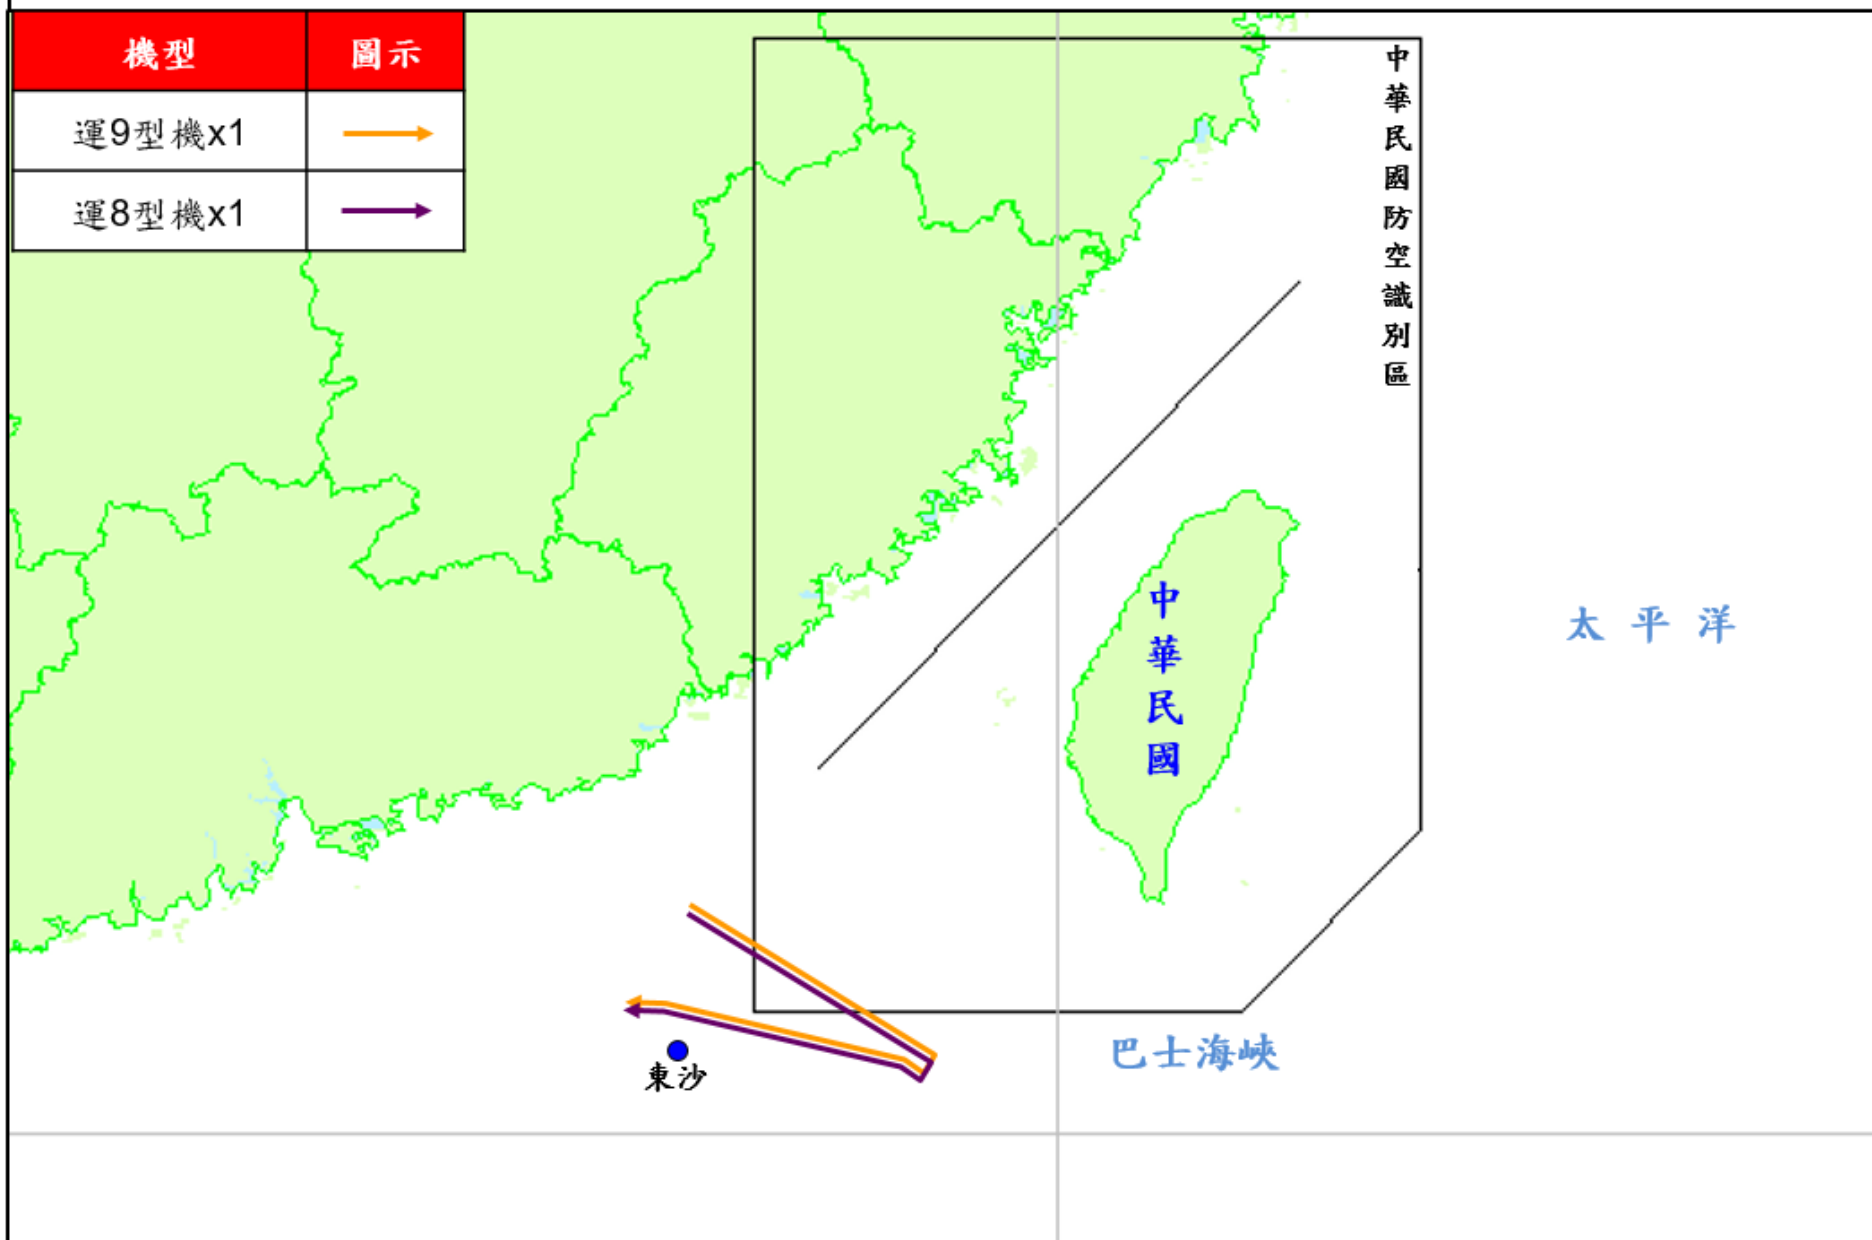 機型 圖示
運9型機x1
運8型機x1
中華民國防空識別區
中華民國
太平洋
巴士海峽
東沙